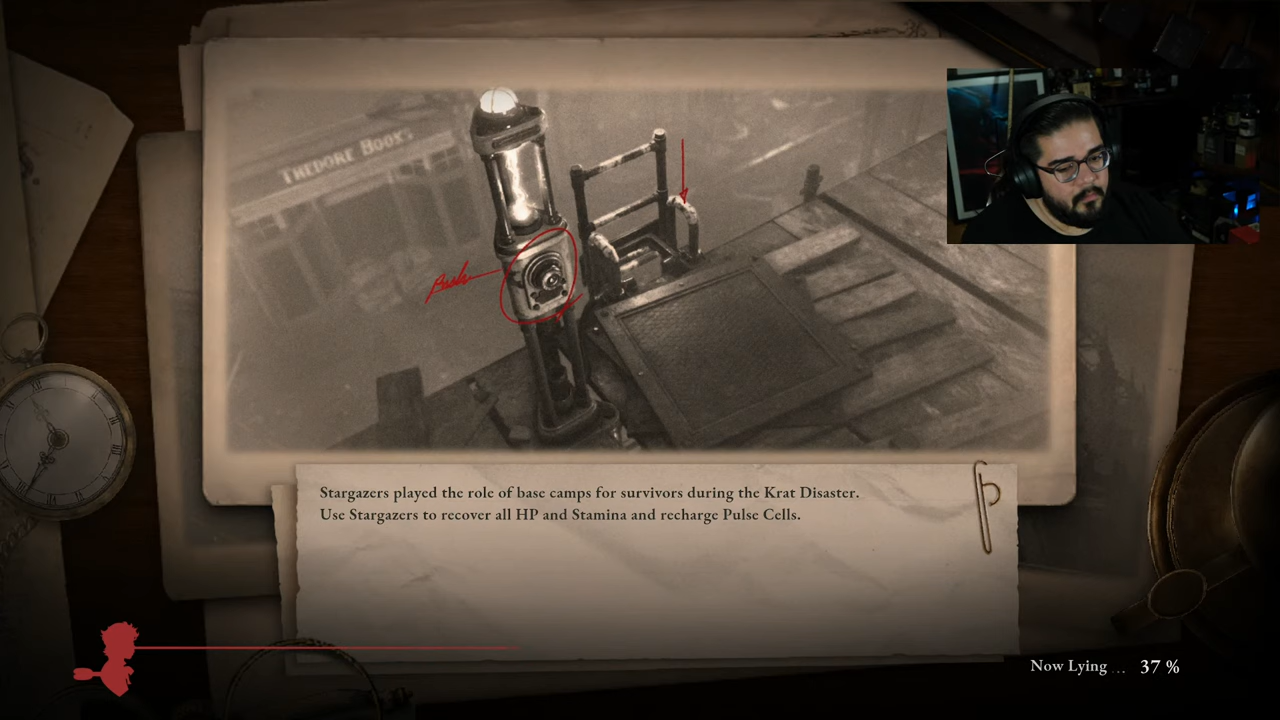 THEDORE BOOKS
Push
Stargazers played the role of base camps for survivors during the Krat Disaster.
Use Stargazers to recover all HP and Stamina and recharge Pulse Cells.
Now Lying ... 37 %